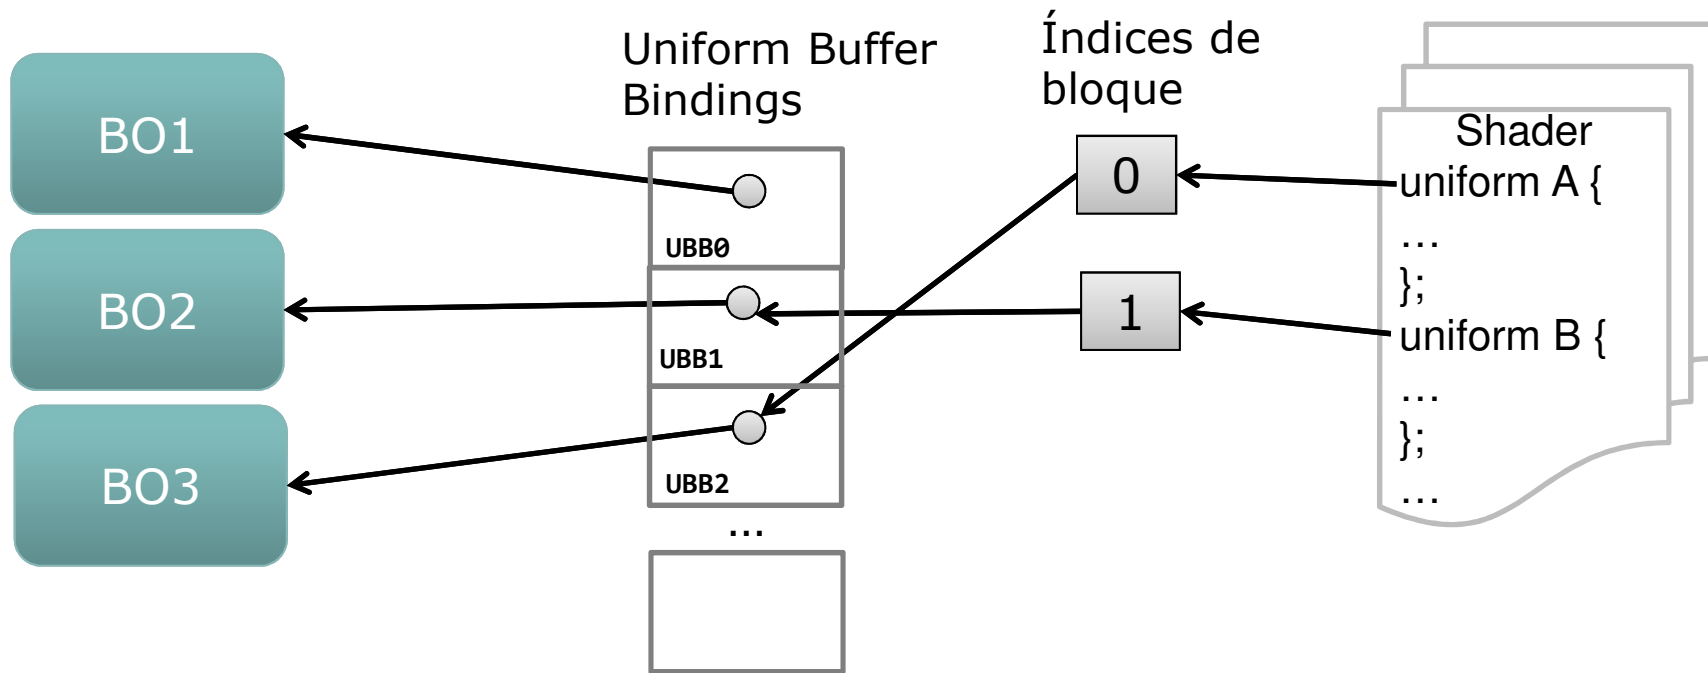 BO1
BO2
BO3
Uniform Buffer
Bindings
UBB0
UBB1
UBB2
...
Índices de
bloque
0
1
Shader
uniform A {
...
};
uniform B {
...
};
...